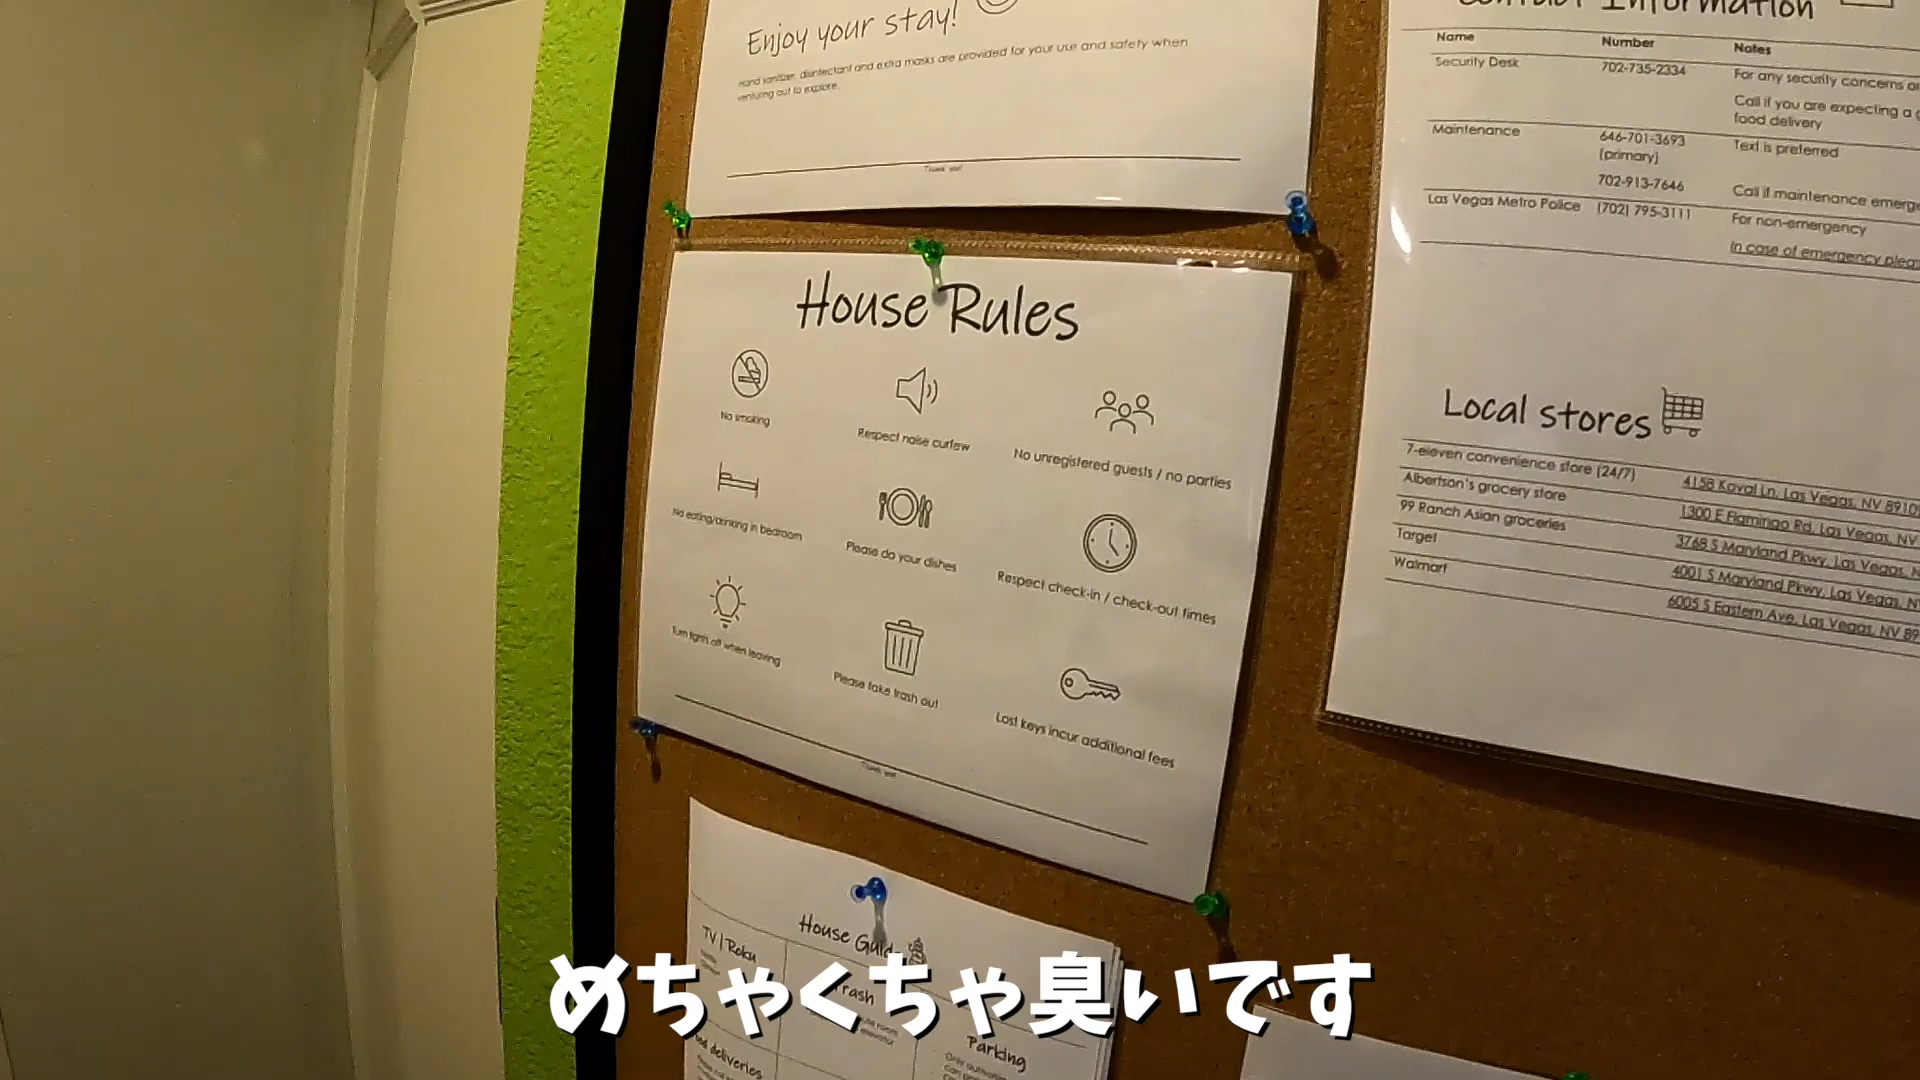 Enjoy your stay!
Hand sanitizer, disinfectant and extra masks are provided for your use and safety when
venturing out to explore.
Thank you!
House Rules
No smoking
Respect noise curfew
No unregistered guests / no parties
No eating/drinking in bedroom
Please do your dishes
Respect check-in / check-out times
Turn lights off when leaving
Please take trash out
Lost keys incur additional fees
Thank you!
House
TV | Roku
Trash
Parking
deliveries
Contact Information
Name Number Notes
Security Desk 702-735-2334 For any security concerns
Call if you are expecting a
food delivery
Maintenance 646-701-3693 Text is preferred
(primary)
702-913-7646 Call if maintenance
Las Vegas Metro Police (702) 795-3111 For non-emergency
In case of emergency
Local stores
7-eleven convenience store (24/7) 4158 Koval Ln, Las Vegas, NV 8910
Albertson's grocery store 1300 E Flamingo Rd, Las Vegas, NV
99 Ranch Asian groceries 3768 S Maryland Pkwy, Las Vegas,
Target 4001 S Maryland Pkwy, Las Vegas,
Walmart 6005 S Eastern Ave, Las Vegas, NV 89
めちゃくちゃ臭いです